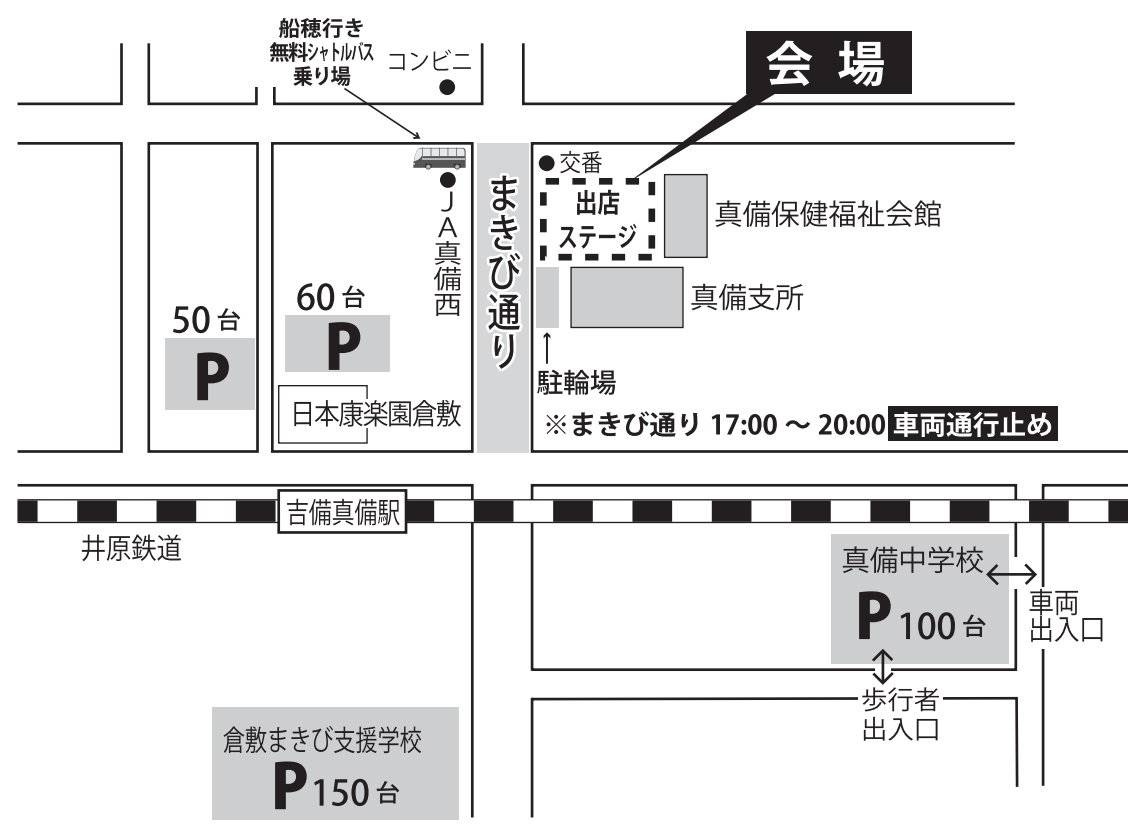 船穂行き
無料シャトルバス
乗り場
コンビニ
会場
交番
出店
ステージ
真備保健福祉会館
JA真備西
まきび通り
真備支所
60台
P
50台
P
駐輪場
日本康楽園倉敷
※まきび通り 17:00 〜 20:00 車両通行止め
吉備真備駅
井原鉄道
真備中学校
P 100台
車両
出入口
歩行者
出入口
倉敷まきび支援学校
P 150台